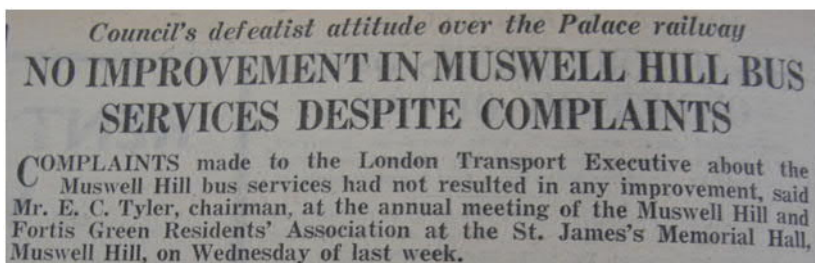 Council's defeatist attitude over the Palace railway
NO IMPROVEMENT IN MUSWELL HILL BUS
SERVICES DESPITE COMPLAINTS
COMPLAINTS made to the London Transport Executive about the
Muswell Hill bus services had not resulted in any improvement, said
Mr. E. C. Tyler, chairman, at the annual meeting of the Muswell Hill and
Fortis Green Residents' Association at the St. James's Memorial Hall,
Muswell Hill, on Wednesday of last week.